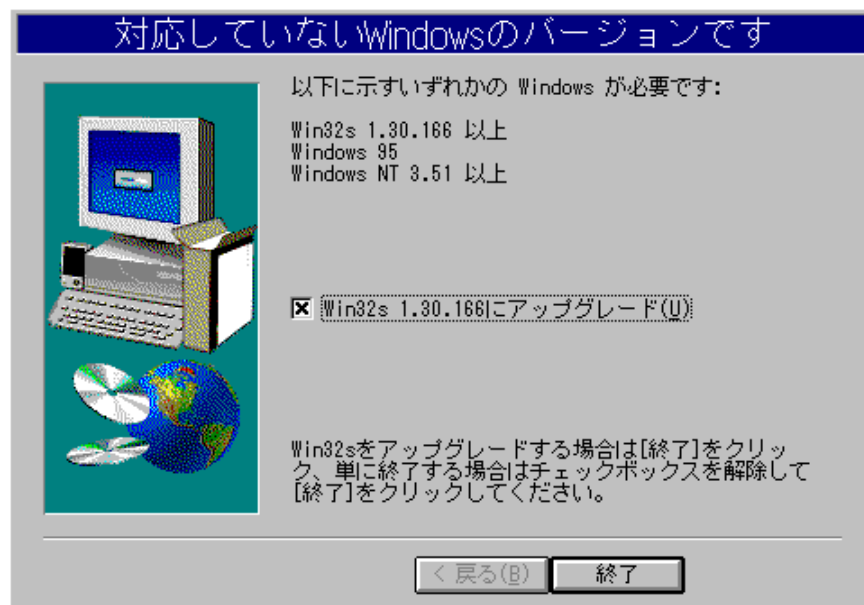 対応していないWindowsのバージョンです
以下に示すいずれかの Windows が必要です:
Win32s 1.30.166 以上
Windows 95
Windows NT 3.51 以上
Win32s 1.30.166にアップグレード(U)
Win32sをアップグレードする場合は[終了]をクリッ
ク、単に終了する場合はチェックボックスを解除して
[終了]をクリックしてください。
< 戻る(B)
終了